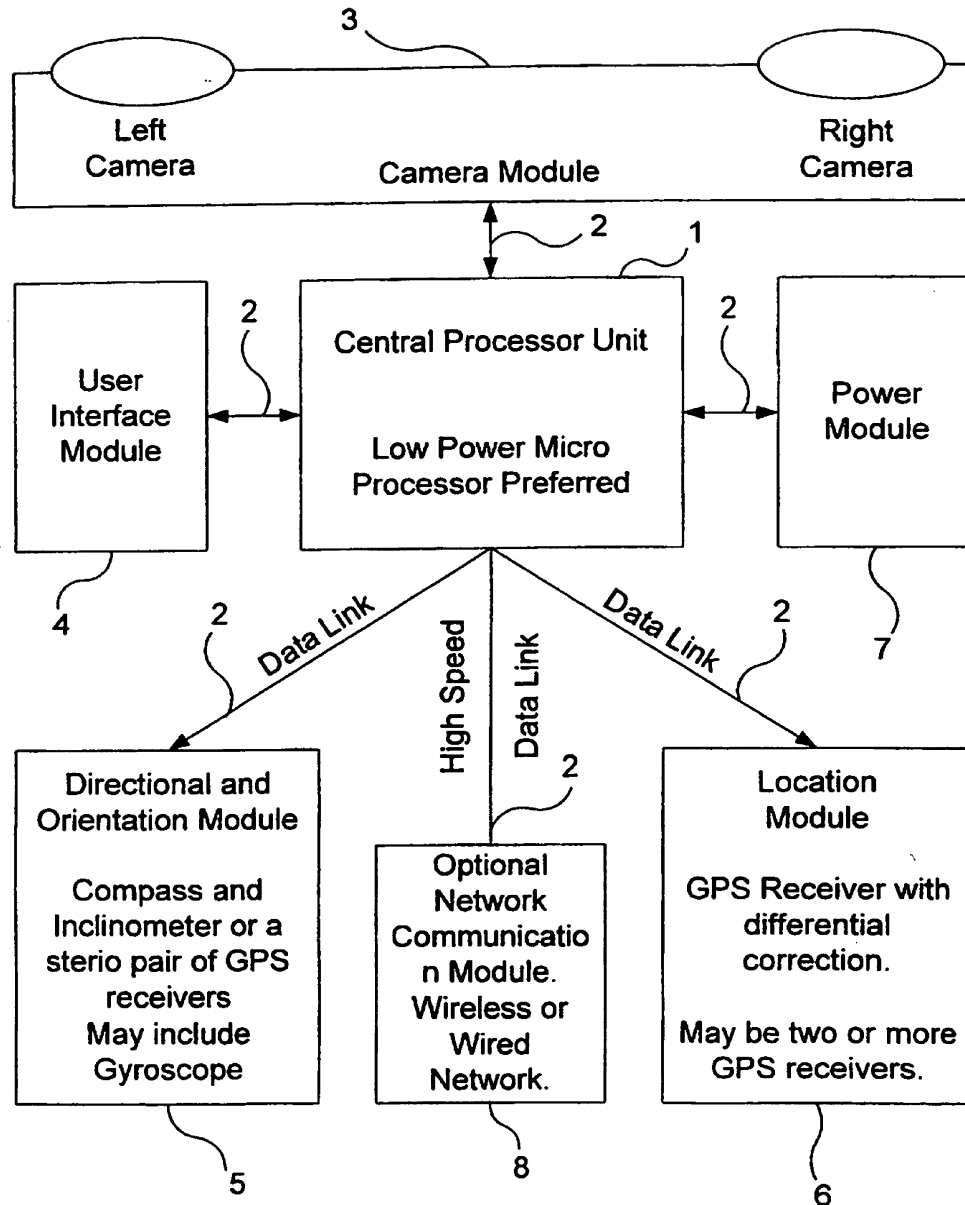 3
Left
Camera
Right
Camera
Camera Module
2
1
User
Interface
Module
2
Central Processor Unit
Low Power Micro
Processor Preferred
2
Power
Module
4
7
2
Data Link
High Speed
Data Link
Data Link
2
Directional and
Orientation Module
Compass and
Inclinometer or a
sterio pair of GPS
receivers
May include
Gyroscope
2
Optional
Network
Communicatio
n Module.
Wireless or
Wired
Network.
Location
Module
GPS Receiver with
differential
correction.
May be two or more
GPS receivers.
5
8
6